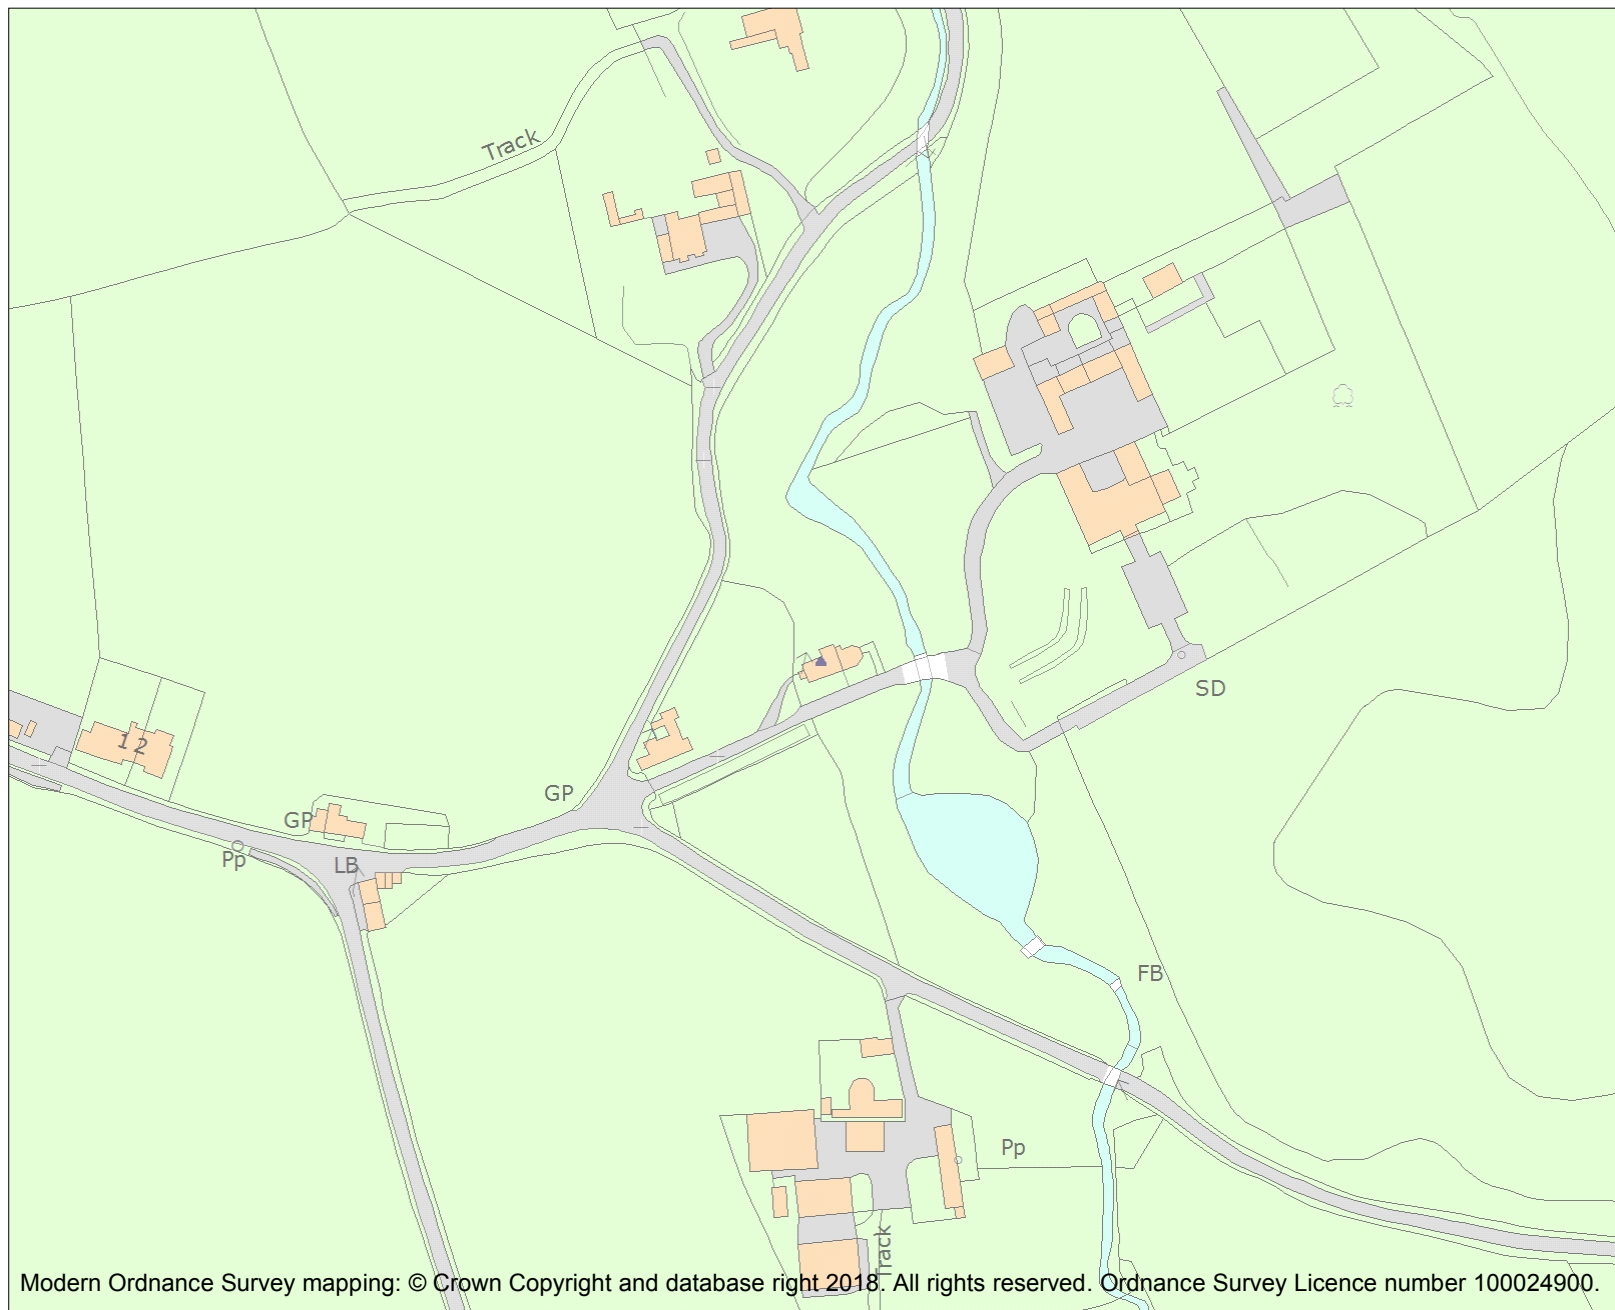 Track
SD
1 2
GP
GP
Pp
LB
FB
Pp
Track
Modern Ordnance Survey mapping: © Crown Copyright and database right 2018. All rights reserved. Ordnance Survey Licence number 100024900.